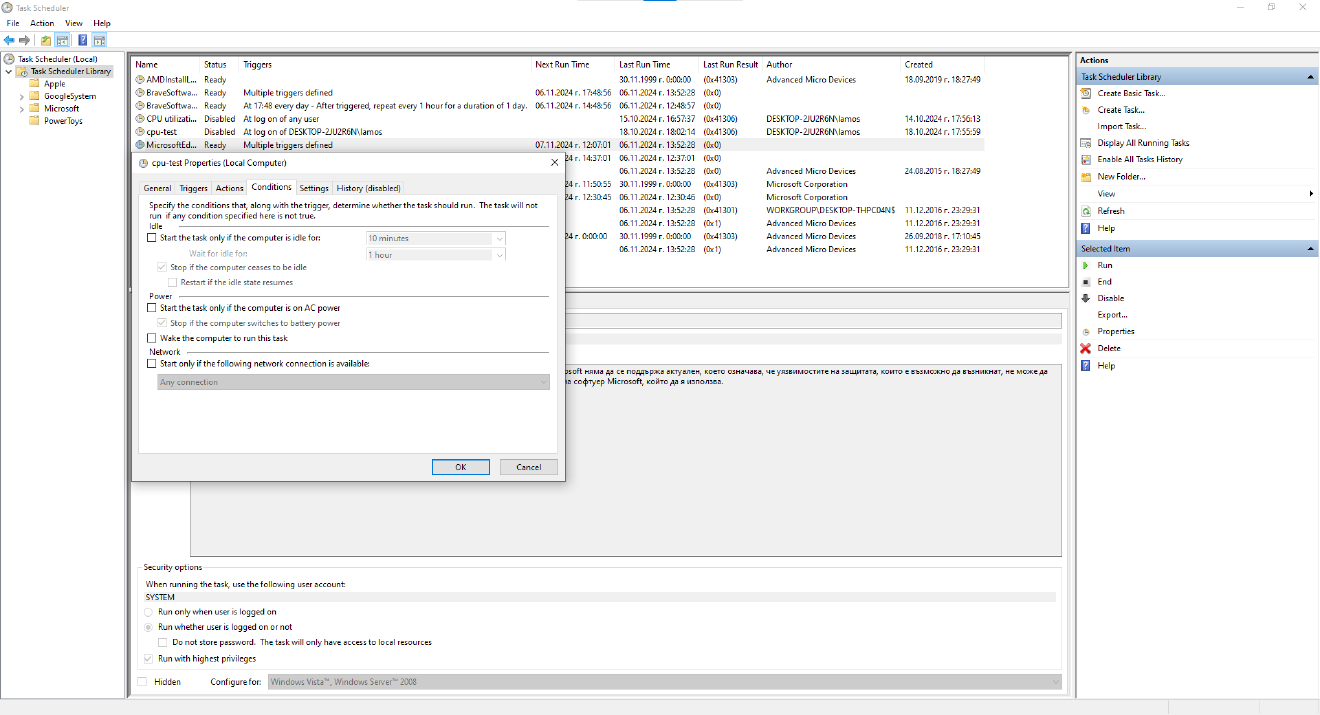 Task Scheduler
File Action View Help
Task Scheduler (Local)
Task Scheduler Library
Apple
GoogleSystem
Microsoft
PowerToys
Name Status Triggers Next Run Time Last Run Time Last Run Result Author Created
AMDInstallL... Ready 30.11.1999 г. 0:00:00 (0x41303) Advanced Micro Devices 18.09.2019 г. 18:27:49
BraveSoftwa... Ready Multiple triggers defined 06.11.2024 г. 17:48:56 06.11.2024 г. 13:52:28 (0x0)
BraveSoftwa... Ready At 17:48 every day - After triggered, repeat every 1 hour for a duration of 1 day. 06.11.2024 г. 14:48:56 06.11.2024 г. 12:48:57 (0x0)
CPU utilizati... Disabled At log on of any user 15.10.2024 г. 16:57:37 (0x41306) DESKTOP-2JU2R6N\lamos 14.10.2024 г. 17:56:13
cpu-test Disabled At log on of DESKTOP-2JU2R6N\lamos 18.10.2024 г. 18:02:14 (0x41306) DESKTOP-2JU2R6N\lamos 18.10.2024 г. 17:55:59
MicrosoftEd... Ready Multiple triggers defined 07.11.2024 г. 12:07:01 06.11.2024 г. 13:52:28 (0x0)
г. 14:37:01 06.11.2024 г. 12:37:01 (0x0)
06.11.2024 г. 13:52:28 (0x0) Advanced Micro Devices 24.08.2015 г. 18:27:49
г. 11:50:55 30.11.1999 г. 0:00:00 (0x41303) Microsoft Corporation
г. 12:30:45 06.11.2024 г. 12:30:46 (0x0) Microsoft Corporation
06.11.2024 г. 13:52:28 (0x41301) WORKGROUP\DESKTOP-THPC04N$ 11.12.2016 г. 23:29:31
06.11.2024 г. 13:52:28 (0x1) Advanced Micro Devices 11.12.2016 г. 23:29:31
г. 0:00:00 30.11.1999 г. 0:00:00 (0x41303) Advanced Micro Devices 26.09.2018 г. 17:10:45
06.11.2024 г. 13:52:28 (0x1) Advanced Micro Devices 11.12.2016 г. 23:29:31
cpu-test Properties (Local Computer)
General Triggers Actions Conditions Settings History (disabled)
Specify the conditions that, along with the trigger, determine whether the task should run. The task will not
run if any condition specified here is not true.
Idle
Start the task only if the computer is idle for: 10 minutes
Wait for idle for: 1 hour
Stop if the computer ceases to be idle
Restart if the idle state resumes
Power
Start the task only if the computer is on AC power
Stop if the computer switches to battery power
Wake the computer to run this task
Network
Start only if the following network connection is available:
Any connection
OK Cancel
osoft няма да се поддържа актуален, което означава, че уязвимостите на защитата, които е възможно да възникнат, не може да
на софтуер Microsoft, който да я използва.
Security options
When running the task, use the following user account:
SYSTEM
Run only when user is logged on
Run whether user is logged on or not
Do not store password. The task will only have access to local resources
Run with highest privileges
Hidden Configure for: Windows Vista™, Windows Server™ 2008
Actions
Task Scheduler Library
Create Basic Task...
Create Task...
Import Task...
Display All Running Tasks
Enable All Tasks History
New Folder...
View
Refresh
Help
Selected Item
Run
End
Disable
Export...
Properties
Delete
Help